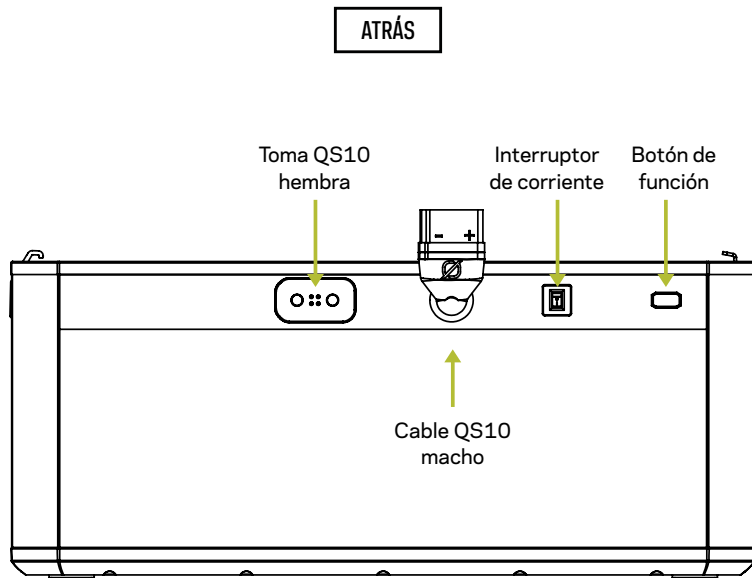 ATRÁS
Toma QS10
hembra
Interruptor
de corriente
Botón de
función
- +
Cable QS10
macho